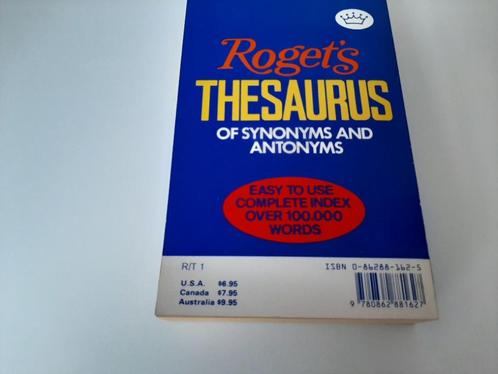 Roget's
THESAURUS
OF SYNONYMS AND
ANTONYMS
EASY TO USE
COMPLETE INDEX
OVER 100.000
WORDS
R/T 1
ISBN 0-86288-162-5
U.S.A. $6.95
Canada $7.95
Australia $9.95
9 780862 881627